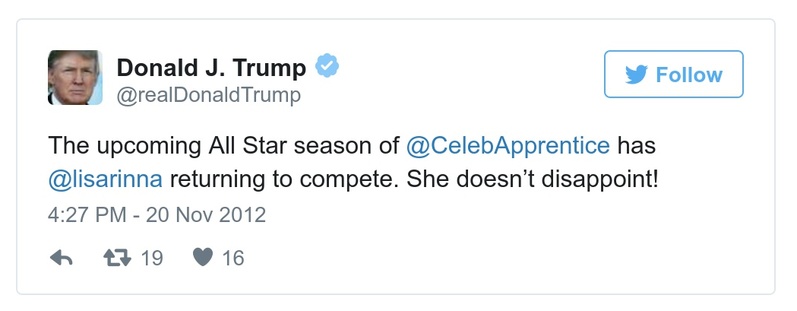 Donald J. Trump
@realDonaldTrump
Follow
The upcoming All Star season of @CelebApprentice has
@lisarinna returning to compete. She doesn’t disappoint!
4:27 PM - 20 Nov 2012
19 16